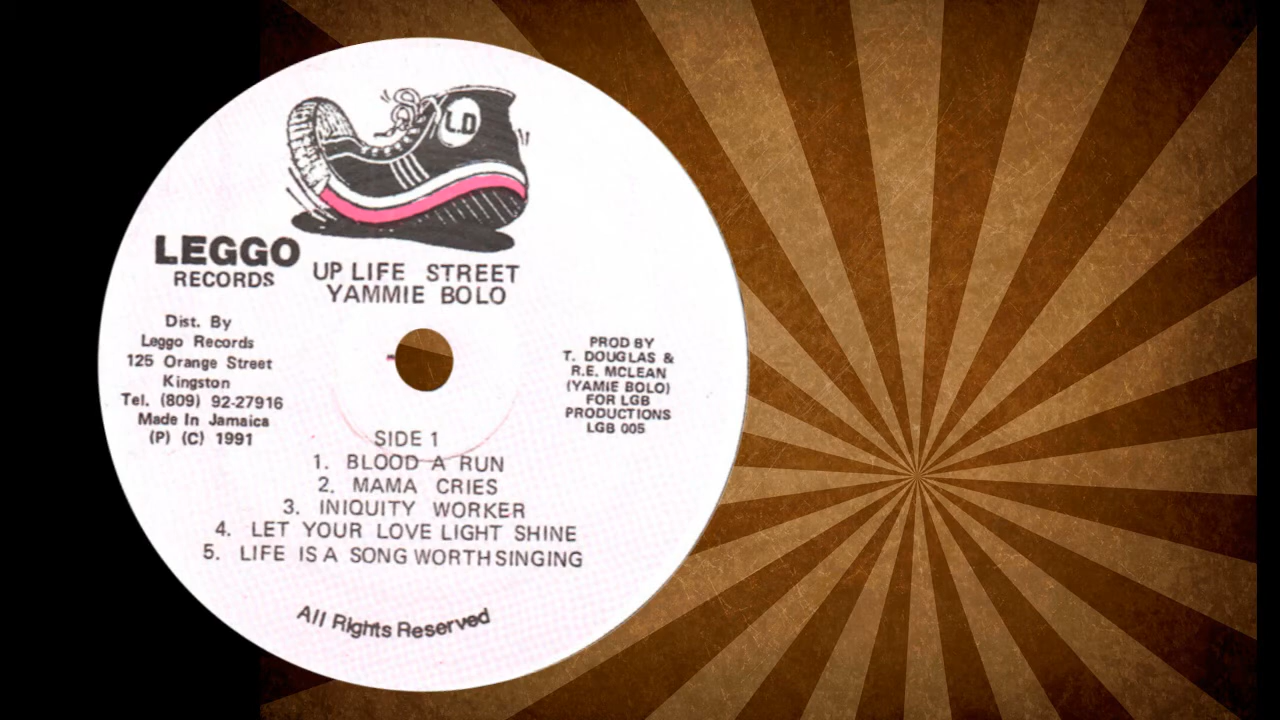 L.D
LEGGO
RECORDS
UP LIFE STREET
YAMMIE BOLO
Dist. By
Leggo Records
125 Orange Street
Kingston
Tel. (809) 92-27916
Made In Jamaica
(P) (C) 1991
PROD BY
T. DOUGLAS &
R.E. MCLEAN
(YAMIE BOLO)
FOR LGB
PRODUCTIONS
LGB 005
SIDE 1
1. BLOOD A RUN
2. MAMA CRIES
3. INIQUITY WORKER
4. LET YOUR LOVE LIGHT SHINE
5. LIFE IS A SONG WORTH SINGING
All Rights Reserved